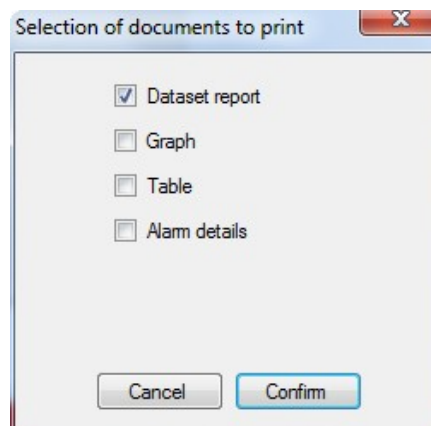 Selection of documents to print
Dataset report
Graph
Table
Alarm details
Cancel Confirm